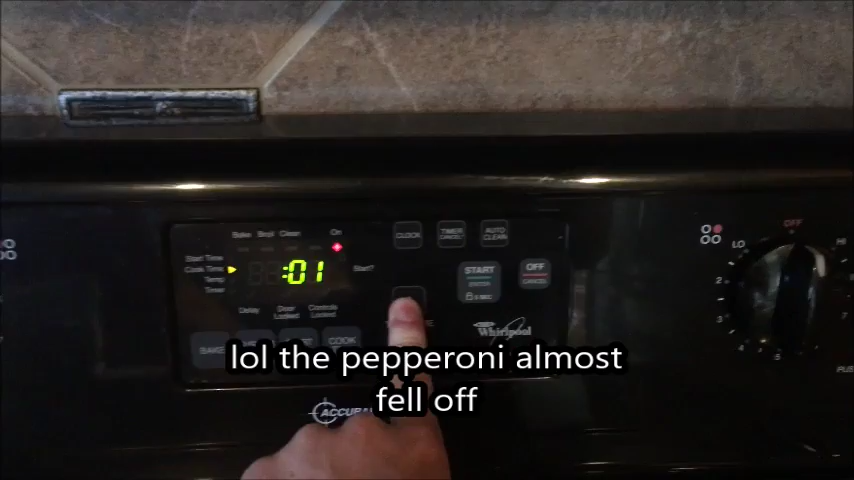 Bake Broil Clean On
CLOCK
TIMER
CANCEL
AUTO
CLEAN
Start Time
Cook Time
Temp
Timer
:01
Start?
START
OFF
CANCEL
Delay
Door
Locked
Controls
Locked
Whirlpool
BAKE
COOK
lol the pepperoni almost
fell off
OFF
LO
HI
2
3
4
5